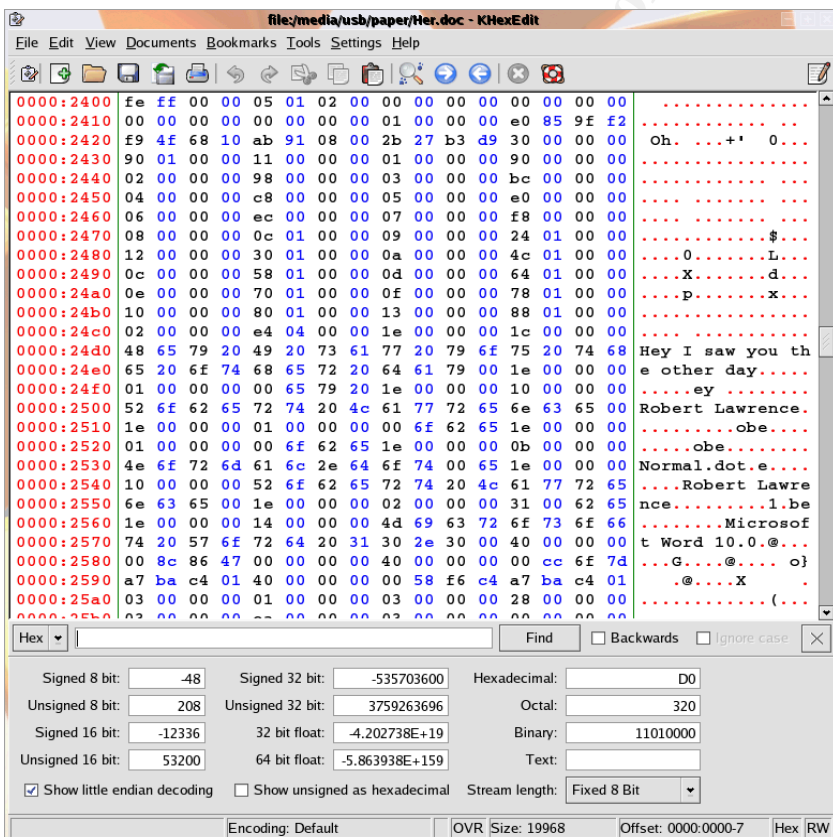 file:/media/usb/paper/Her.doc - KHexEdit
File Edit View Documents Bookmarks Tools Settings Help
0000:2400 fe ff 00 00 05 01 02 00 00 00 00 00 00 00 00 00 ................
0000:2410 00 00 00 00 00 00 00 00 01 00 00 00 e0 85 9f f2 ............ ..
0000:2420 f9 4f 68 10 ab 91 08 00 2b 27 b3 d9 30 00 00 00 Oh. ...+' 0...
0000:2430 90 01 00 00 11 00 00 00 01 00 00 00 90 00 00 00 ................
0000:2440 02 00 00 00 98 00 00 00 03 00 00 00 bc 00 00 00 .... ....... ...
0000:2450 04 00 00 00 c8 00 00 00 05 00 00 00 e0 00 00 00 .... ....... ...
0000:2460 06 00 00 00 ec 00 00 00 07 00 00 00 f8 00 00 00 .... ....... ...
0000:2470 08 00 00 00 0c 01 00 00 09 00 00 00 24 01 00 00 ............$...
0000:2480 12 00 00 00 30 01 00 00 0a 00 00 00 4c 01 00 00 ....0.......L...
0000:2490 0c 00 00 00 58 01 00 00 0d 00 00 00 64 01 00 00 ....X.......d...
0000:24a0 0e 00 00 00 70 01 00 00 0f 00 00 00 78 01 00 00 ....p.......x...
0000:24b0 10 00 00 00 80 01 00 00 13 00 00 00 88 01 00 00 ................
0000:24c0 02 00 00 00 e4 04 00 00 1e 00 00 00 1c 00 00 00 .... ...........
0000:24d0 48 65 79 20 49 20 73 61 77 20 79 6f 75 20 74 68 Hey I saw you th
0000:24e0 65 20 6f 74 68 65 72 20 64 61 79 00 1e 00 00 00 e other day.....
0000:24f0 01 00 00 00 00 65 79 20 1e 00 00 00 10 00 00 00 .....ey ........
0000:2500 52 6f 62 65 72 74 20 4c 61 77 72 65 6e 63 65 00 Robert Lawrence.
0000:2510 1e 00 00 00 01 00 00 00 00 6f 62 65 1e 00 00 00 .........obe....
0000:2520 01 00 00 00 00 6f 62 65 1e 00 00 00 0b 00 00 00 .....obe........
0000:2530 4e 6f 72 6d 61 6c 2e 64 6f 74 00 65 1e 00 00 00 Normal.dot.e....
0000:2540 10 00 00 00 52 6f 62 65 72 74 20 4c 61 77 72 65 ....Robert Lawre
0000:2550 6e 63 65 00 1e 00 00 00 02 00 00 00 31 00 62 65 nce.........1.be
0000:2560 1e 00 00 00 14 00 00 00 4d 69 63 72 6f 73 6f 66 ........Microsof
0000:2570 74 20 57 6f 72 64 20 31 30 2e 30 00 40 00 00 00 t Word 10.0.@...
0000:2580 00 8c 86 47 00 00 00 00 40 00 00 00 00 cc 6f 7d ...G....@.... o}
0000:2590 a7 ba c4 01 40 00 00 00 00 58 f6 c4 a7 ba c4 01 .@....X .
0000:25a0 03 00 00 00 01 00 00 00 03 00 00 00 28 00 00 00 ............(...
Hex Find Backwards Ignore case
Signed 8 bit: -48 Signed 32 bit: -535703600 Hexadecimal: D0
Unsigned 8 bit: 208 Unsigned 32 bit: 3759263696 Octal: 320
Signed 16 bit: -12336 32 bit float: -4.202738E+19 Binary: 11010000
Unsigned 16 bit: 53200 64 bit float: -5.863938E+159 Text:
Show little endian decoding Show unsigned as hexadecimal Stream length: Fixed 8 Bit
Encoding: Default OVR Size: 19968 Offset: 0000:0000-7 Hex RW